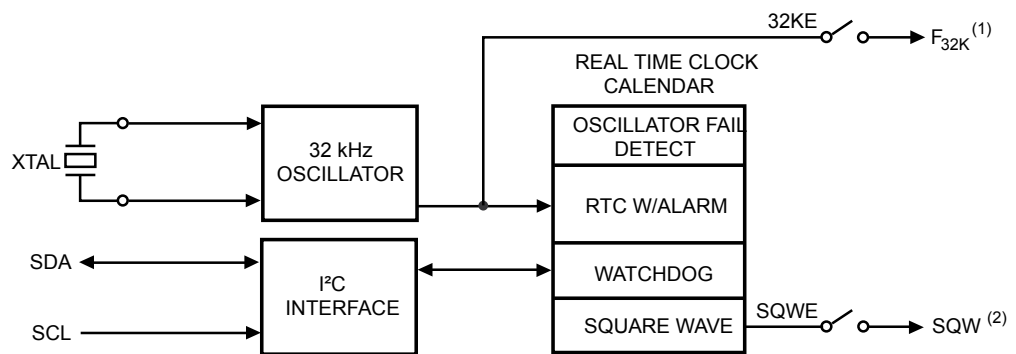 32KE
F32K (1)
REAL TIME CLOCK
CALENDAR
OSCILLATOR FAIL
DETECT
32 kHz
OSCILLATOR
XTAL
RTC W/ALARM
SDA
I²C
INTERFACE
WATCHDOG
SCL
SQUARE WAVE
SQWE
SQW (2)